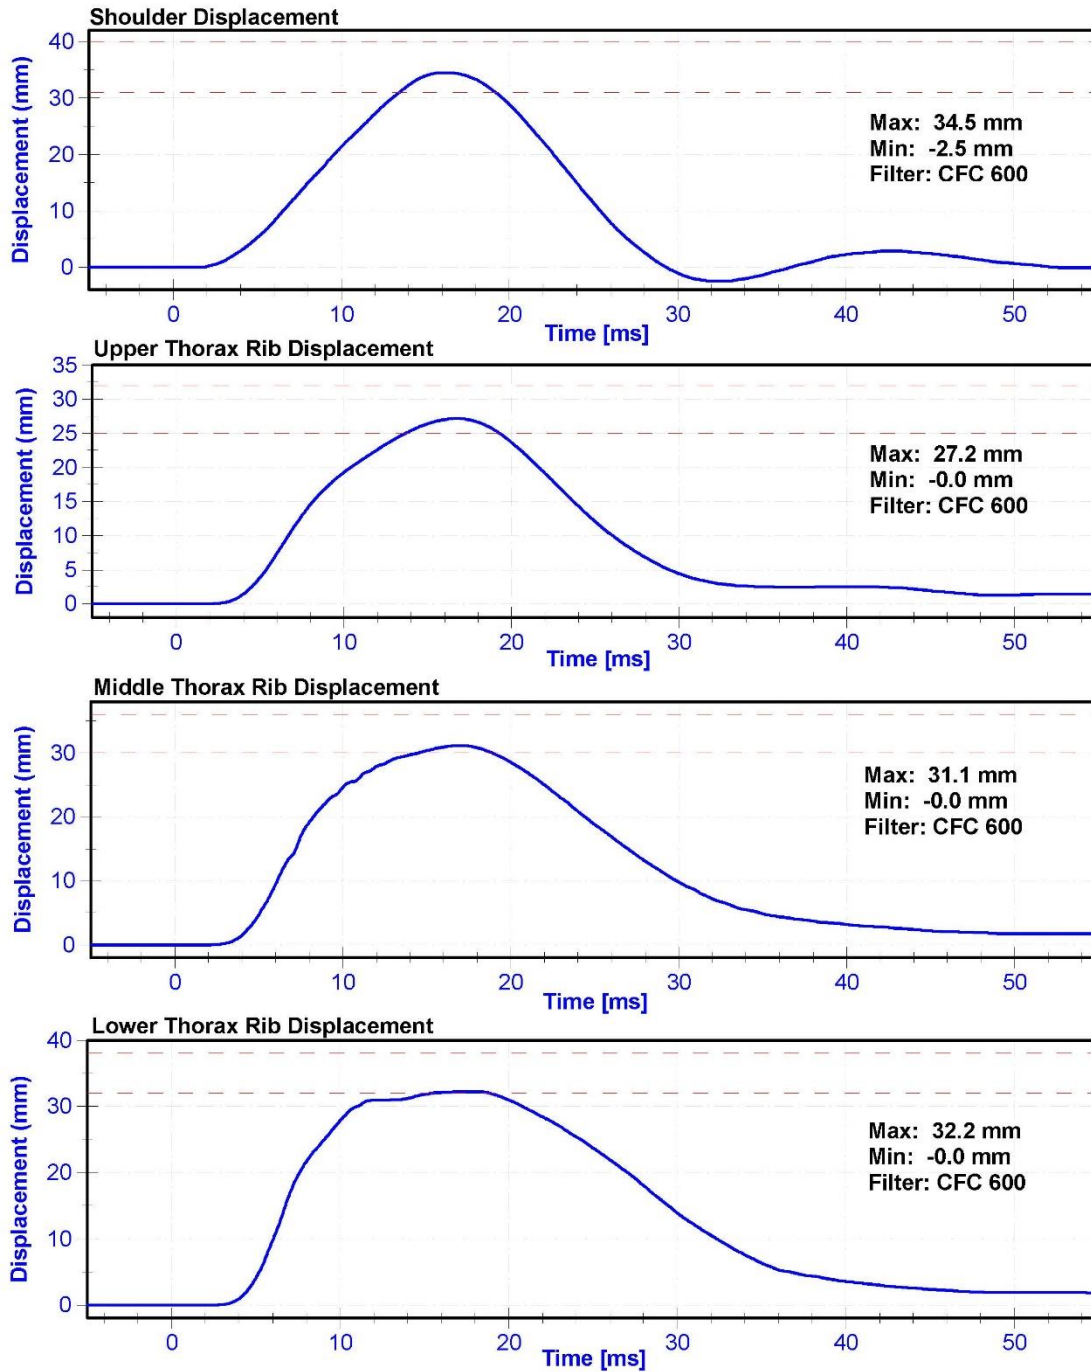 Shoulder Displacement
Displacement (mm)
40
30
20
10
0
Max: 34.5 mm
Min: -2.5 mm
Filter: CFC 600
0 10 20 30 40 50
Time [ms]
Upper Thorax Rib Displacement
Displacement (mm)
35
30
25
20
15
10
5
0
Max: 27.2 mm
Min: -0.0 mm
Filter: CFC 600
0 10 20 30 40 50
Time [ms]
Middle Thorax Rib Displacement
Displacement (mm)
30
20
10
0
Max: 31.1 mm
Min: -0.0 mm
Filter: CFC 600
0 10 20 30 40 50
Time [ms]
Lower Thorax Rib Displacement
Displacement (mm)
40
30
20
10
0
Max: 32.2 mm
Min: -0.0 mm
Filter: CFC 600
0 10 20 30 40 50
Time [ms]